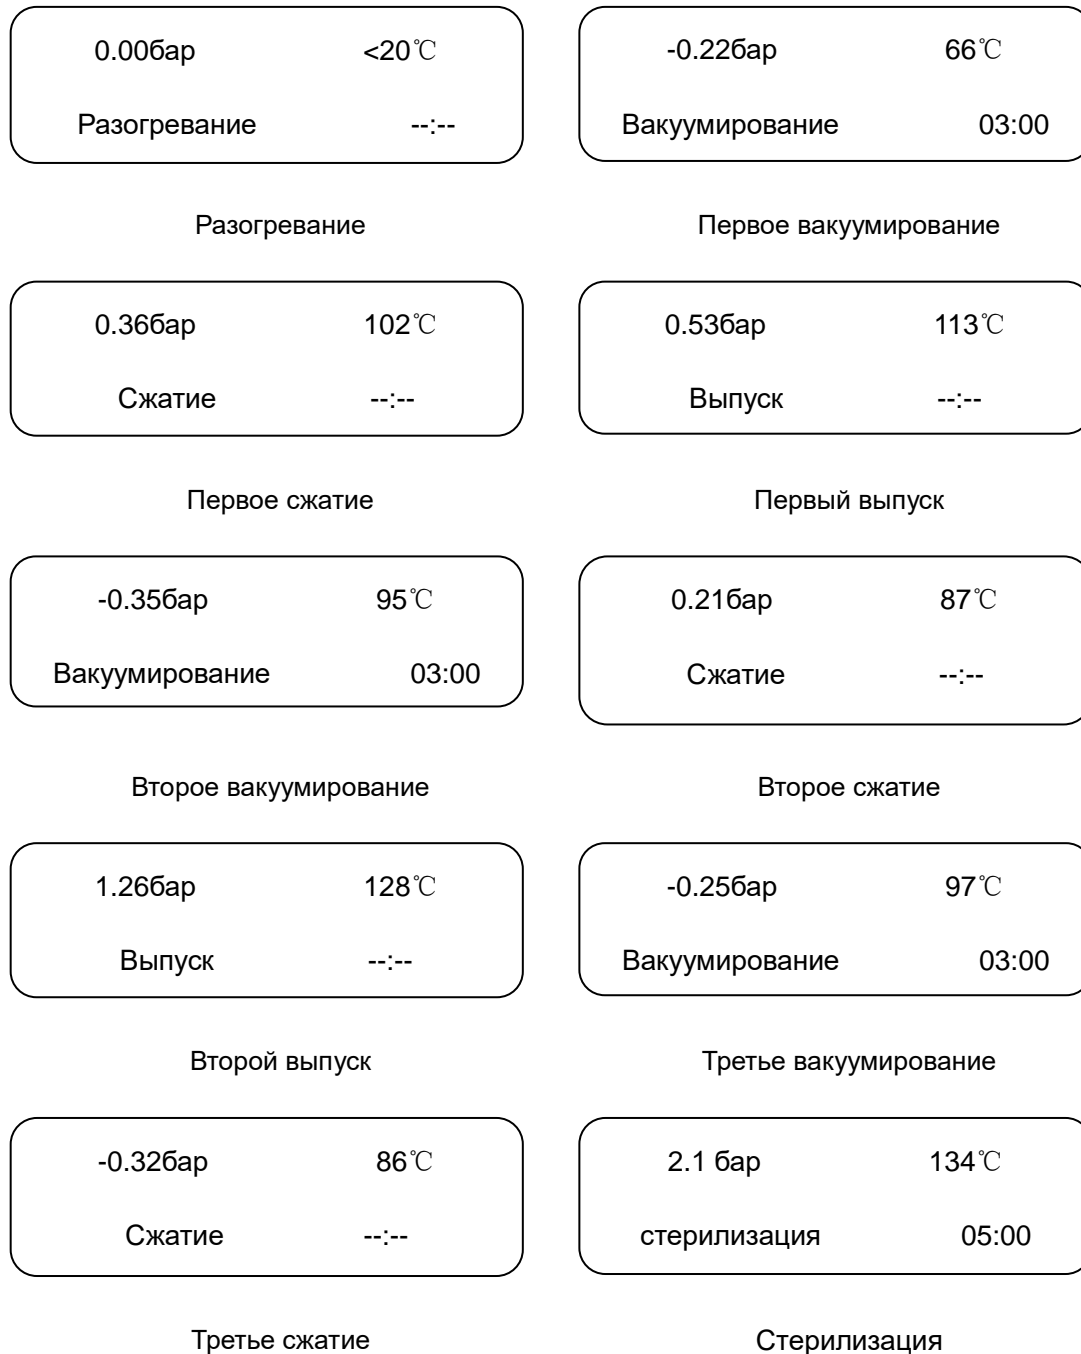 0.00бар <20℃
Разогревание --:--
Разогревание
-0.22бар 66℃
Вакуумирование 03:00
Первое вакуумирование
0.36бар 102℃
Сжатие --:--
Первое сжатие
0.53бар 113℃
Выпуск --:--
Первый выпуск
-0.35бар 95℃
Вакуумирование 03:00
Второе вакуумирование
0.21бар 87℃
Сжатие --:--
Второе сжатие
1.26бар 128℃
Выпуск --:--
Второй выпуск
-0.25бар 97℃
Вакуумирование 03:00
Третье вакуумирование
-0.32бар 86℃
Сжатие --:--
Третье сжатие
2.1 бар 134℃
стерилизация 05:00
Стерилизация